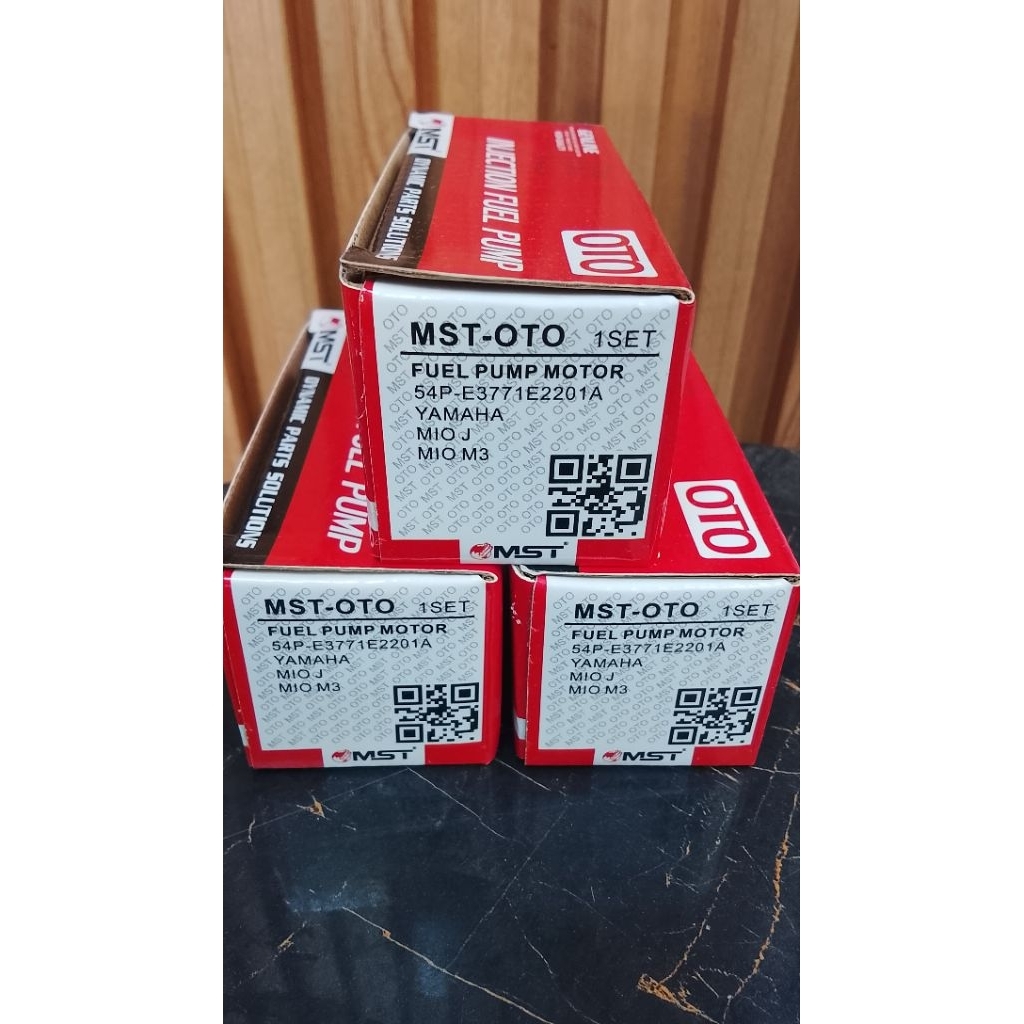 MST
DYNAMIC PARTS SOLUTIONS
INJECTION FUEL PUMP
OTO
MST-OTO 1SET
FUEL PUMP MOTOR
54P-E3771E2201A
YAMAHA
MIO J
MIO M3
MST
MST
DYNAMIC PARTS SOLUTIONS
FUEL PUMP
MST-OTO 1SET
FUEL PUMP MOTOR
54P-E3771E2201A
YAMAHA
MIO J
MIO M3
MST
OTO
MST-OTO 1SET
FUEL PUMP MOTOR
54P-E3771E2201A
YAMAHA
MIO J
MIO M3
MST